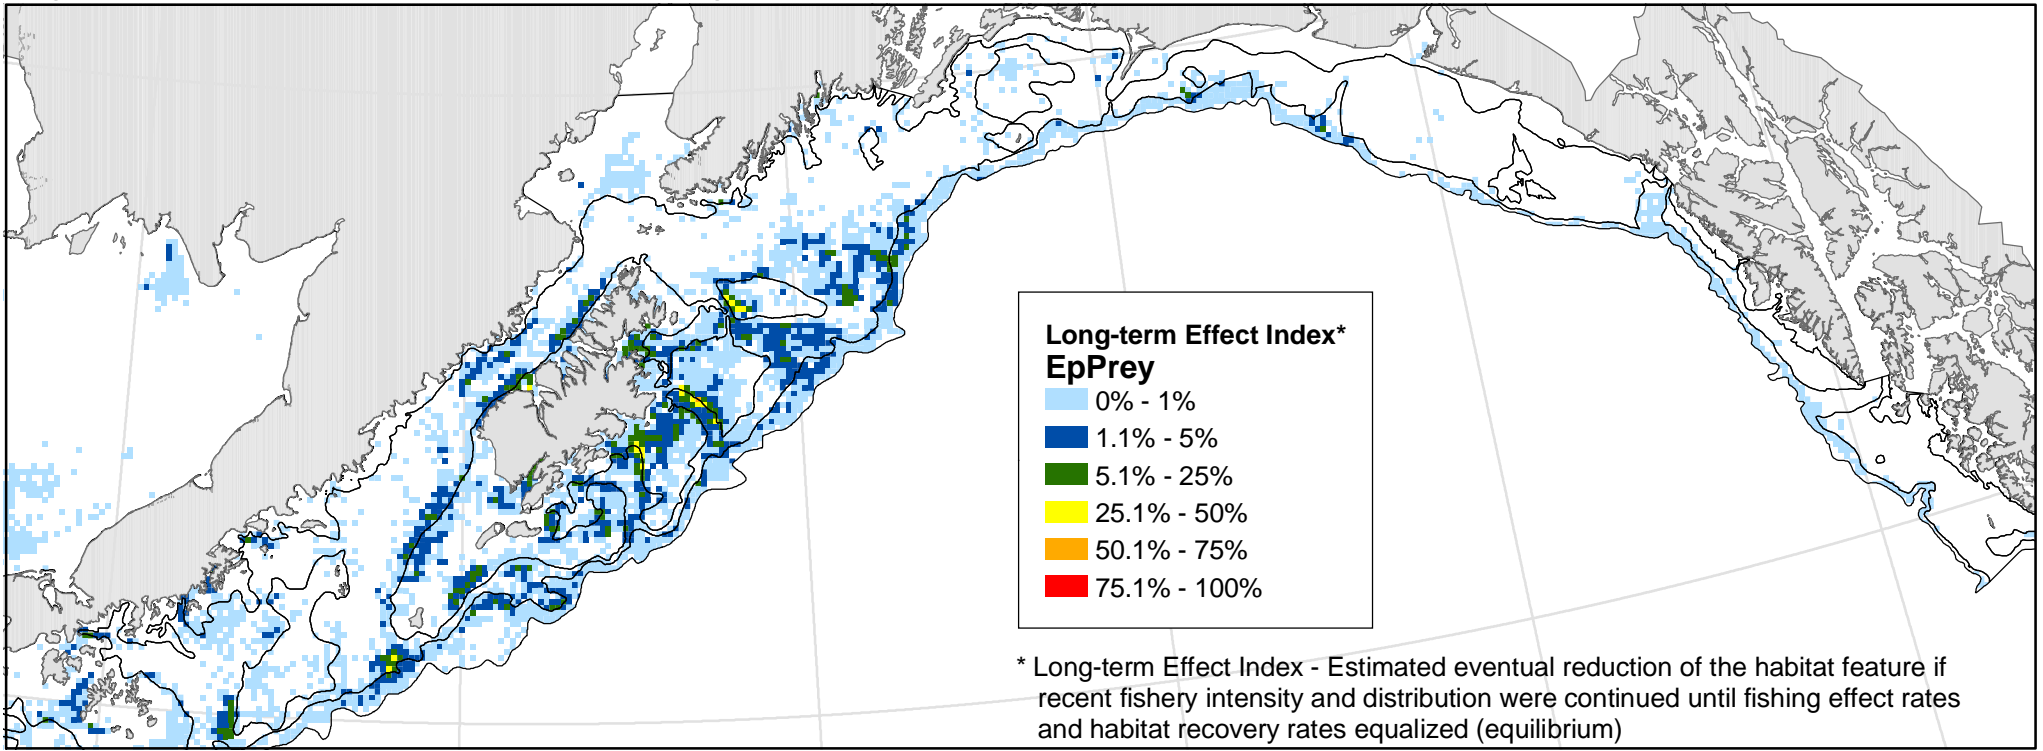 Long-term Effect Index*
EpPrey
0% - 1%
1.1% - 5%
5.1% - 25%
25.1% - 50%
50.1% - 75%
75.1% - 100%
* Long-term Effect Index - Estimated eventual reduction of the habitat feature if
recent fishery intensity and distribution were continued until fishing effect rates
and habitat recovery rates equalized (equilibrium)